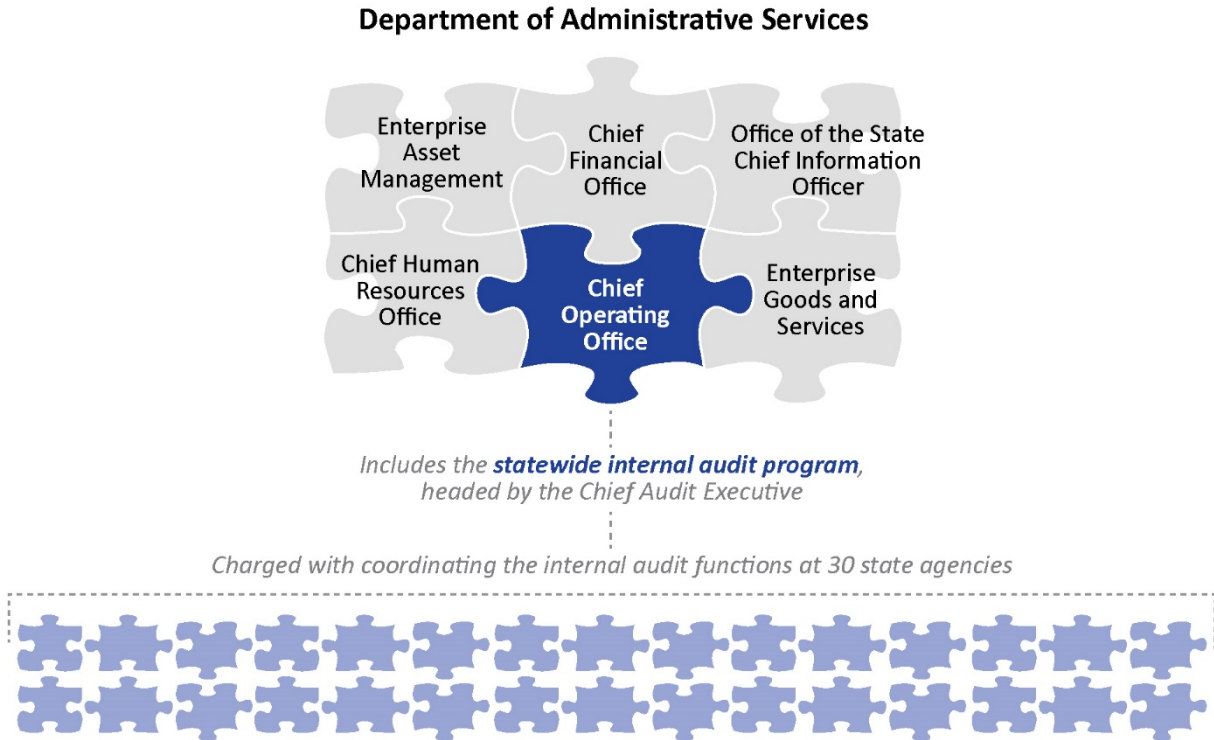 Department of Administrative Services
Enterprise
Asset
Management
Chief
Financial
Office
Office of the State
Chief Information
Officer
Chief Human
Resources
Office
Chief
Operating
Office
Enterprise
Goods and
Services
Includes the statewide internal audit program,
headed by the Chief Audit Executive
Charged with coordinating the internal audit functions at 30 state agencies